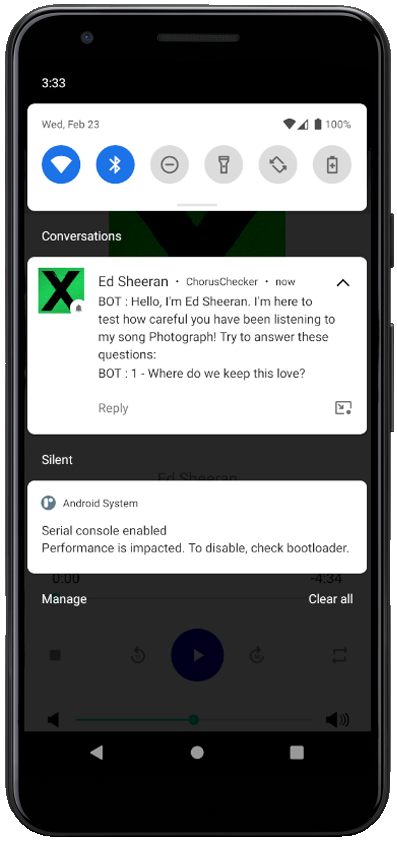 3:33
Wed, Feb 23
100%
Conversations
Ed Sheeran • ChorusChecker • now
BOT : Hello, I'm Ed Sheeran. I'm here to
test how careful you have been listening to
my song Photograph! Try to answer these
questions:
BOT : 1 - Where do we keep this love?
Reply
Silent
Ed Sheeran
Android System
Serial console enabled
Performance is impacted. To disable, check bootloader.
0:00
-4:34
Manage
Clear all